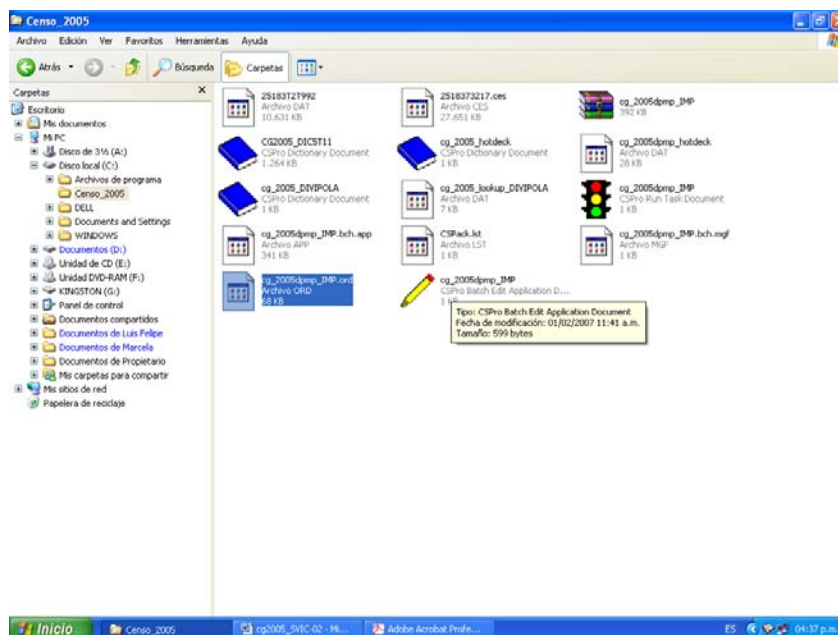 Censo_2005
Archivo Edición Ver Favoritos Herramientas Ayuda
Atrás Búsqueda Carpetas
Carpetas
Escritorio
Mis documentos
Mi PC
Disco de 3½ (A:)
Disco local (C:)
Archivos de programa
Censo_2005
DELL
Documents and Settings
WINDOWS
Documentos (D:)
Unidad de CD (E:)
Unidad DVD-RAM (F:)
KINGSTON (G:)
Panel de control
Documentos compartidos
Documentos de Luis Felipe
Documentos de Marcela
Documentos de Propietario
Mis carpetas para compartir
Mis sitios de red
Papelera de reciclaje
2S183T2T992
Archivo DAT
10.631 KB
2518373217.ces
Archivo CES
27.651 KB
cg_2005dpmp_IMP
392 KB
CG2005_DICST11
CSPro Dictionary Document
1.264 KB
cg_2005_hotdeck
CSPro Dictionary Document
1 KB
cg_2005dpmp_hotdeck
Archivo DAT
28 KB
cg_2005_DIVIPOLA
CSPro Dictionary Document
1 KB
cg_2005_lookup_DIVIPOLA
Archivo DAT
7 KB
cg_2005dpmp_IMP
CSPro Run Task Document
1 KB
cg_2005dpmp_IMP.bch.app
Archivo APP
341 KB
CSPack.lst
Archivo LST
1 KB
cg_2005dpmp_IMP.bch.mgf
Archivo MGF
1 KB
cg_2005dpmp_IMP.ord
Archivo ORD
68 KB
cg_2005dpmp_IMP
CSPro Batch Edit Application D...
1 KB
Tipo: CSPro Batch Edit Application Document
Fecha de modificación: 01/02/2007 11:41 a.m.
Tamaño: 599 bytes
Inicio Censo_2005 cg2005_SVIC-02 - Mi... Adobe Acrobat Profe... ES 04:37 p.m.